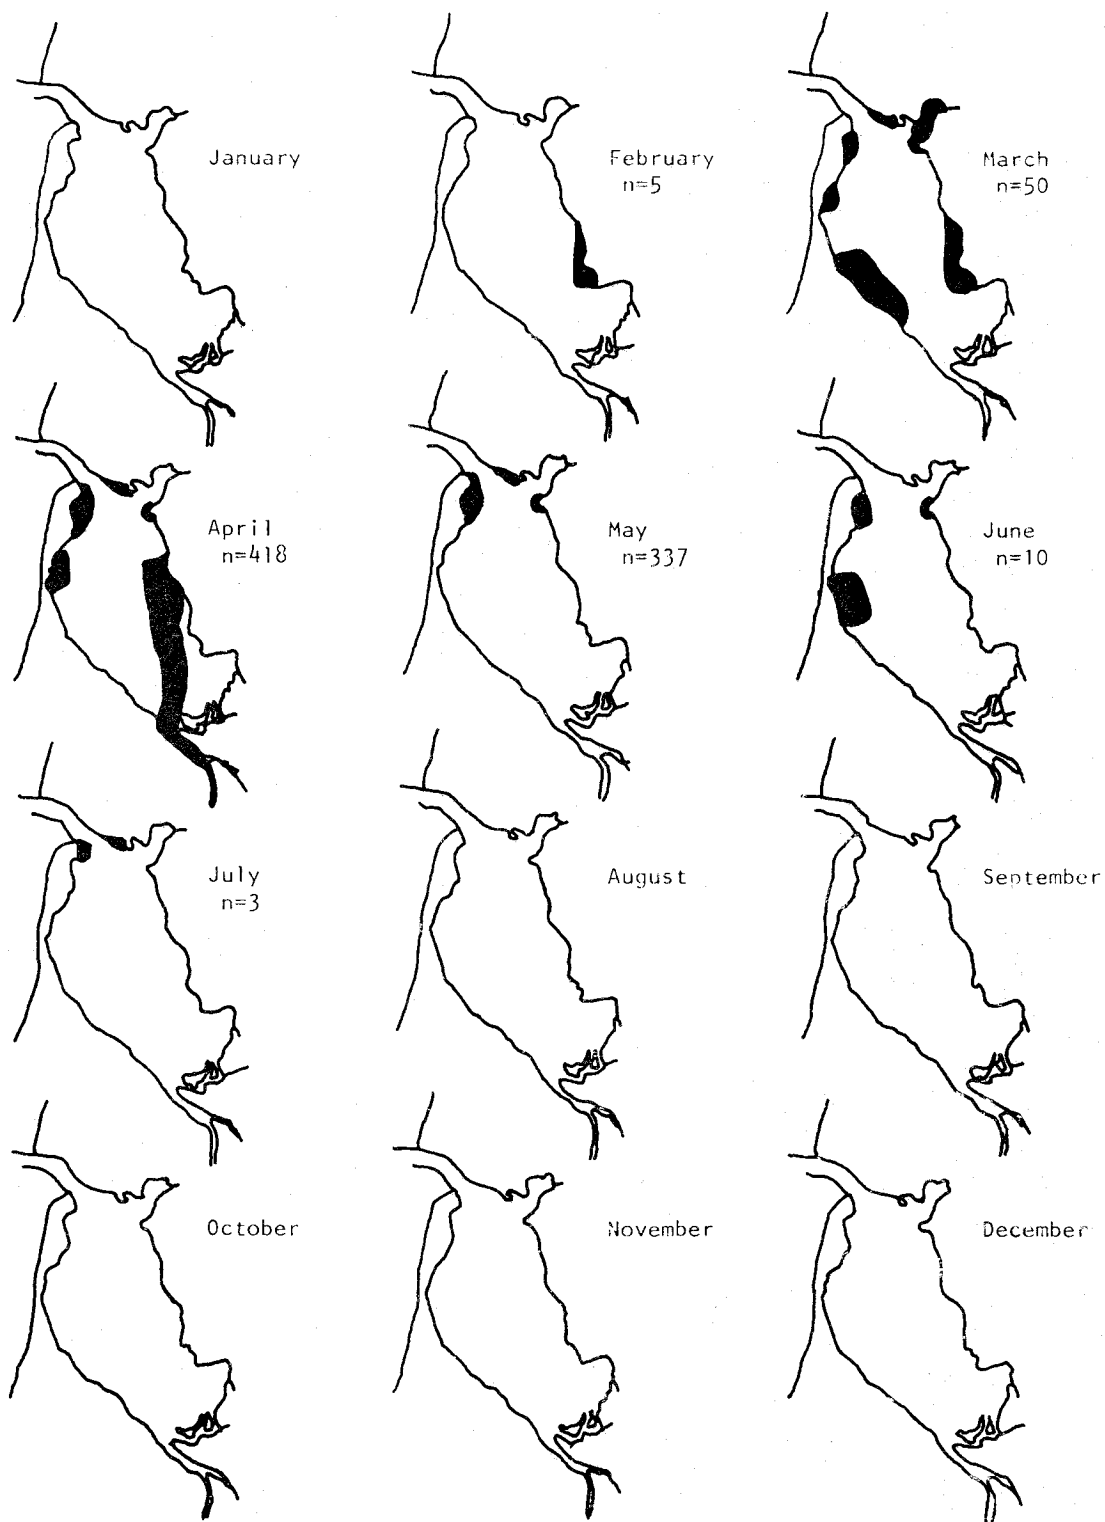 January
February
n=5
March
n=50
April
n=418
May
n=337
June
n=10
July
n=3
August
September
October
November
December